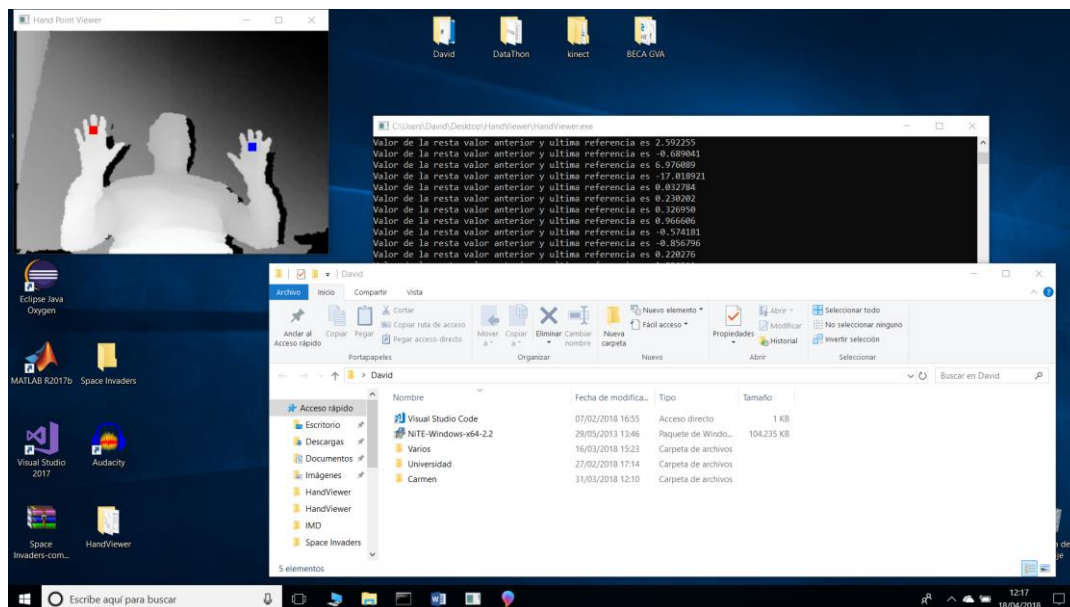 Hand Point Viewer
David
DataThon
kinect
BECA GVA
C:\Users\David\Desktop\HandViewer\HandViewer.exe
Valor de la resta valor anterior y ultima referencia es 2.592255
Valor de la resta valor anterior y ultima referencia es -0.689041
Valor de la resta valor anterior y ultima referencia es 6.976089
Valor de la resta valor anterior y ultima referencia es -17.018921
Valor de la resta valor anterior y ultima referencia es 0.032784
Valor de la resta valor anterior y ultima referencia es 0.230202
Valor de la resta valor anterior y ultima referencia es 0.326950
Valor de la resta valor anterior y ultima referencia es 0.966606
Valor de la resta valor anterior y ultima referencia es -0.574181
Valor de la resta valor anterior y ultima referencia es -0.856796
Valor de la resta valor anterior y ultima referencia es 0.220276
Eclipse Java
Oxygen
MATLAB R2017b
Space Invaders
Visual Studio
2017
Audacity
Space
Invaders-com...
HandViewer
David
Archivo Inicio Compartir Vista
Andar al
Acceso rápido
Copiar
Pegar
Cortar
Copiar ruta de acceso
Pegar acceso directo
Portapapeles
Mover
a
Copiar
a
Eliminar
Cambiar
nombre
Organizar
Nueva
carpeta
Nuevo elemento
Fácil acceso
Nuevo
Propiedades
Abrir
Modificar
Historial
Abrir
Seleccionar todo
No seleccionar ninguno
Invertir selección
Seleccionar
> David
Buscar en David
Acceso rápido
Escritorio
Descargas
Documentos
Imágenes
HandViewer
HandViewer
IMD
Space Invaders
Nombre Fecha de modifica... Tipo Tamaño
Visual Studio Code 07/02/2018 16:55 Acceso directo 1 KB
NiTE-Windows-x64-2.2 29/05/2013 13:46 Paquete de Windo... 104.235 KB
Varios 16/03/2018 15:23 Carpeta de archivos
Universidad 27/02/2018 17:14 Carpeta de archivos
Carmen 31/03/2018 12:10 Carpeta de archivos
5 elementos
Escribe aquí para buscar
12:17
18/04/2018